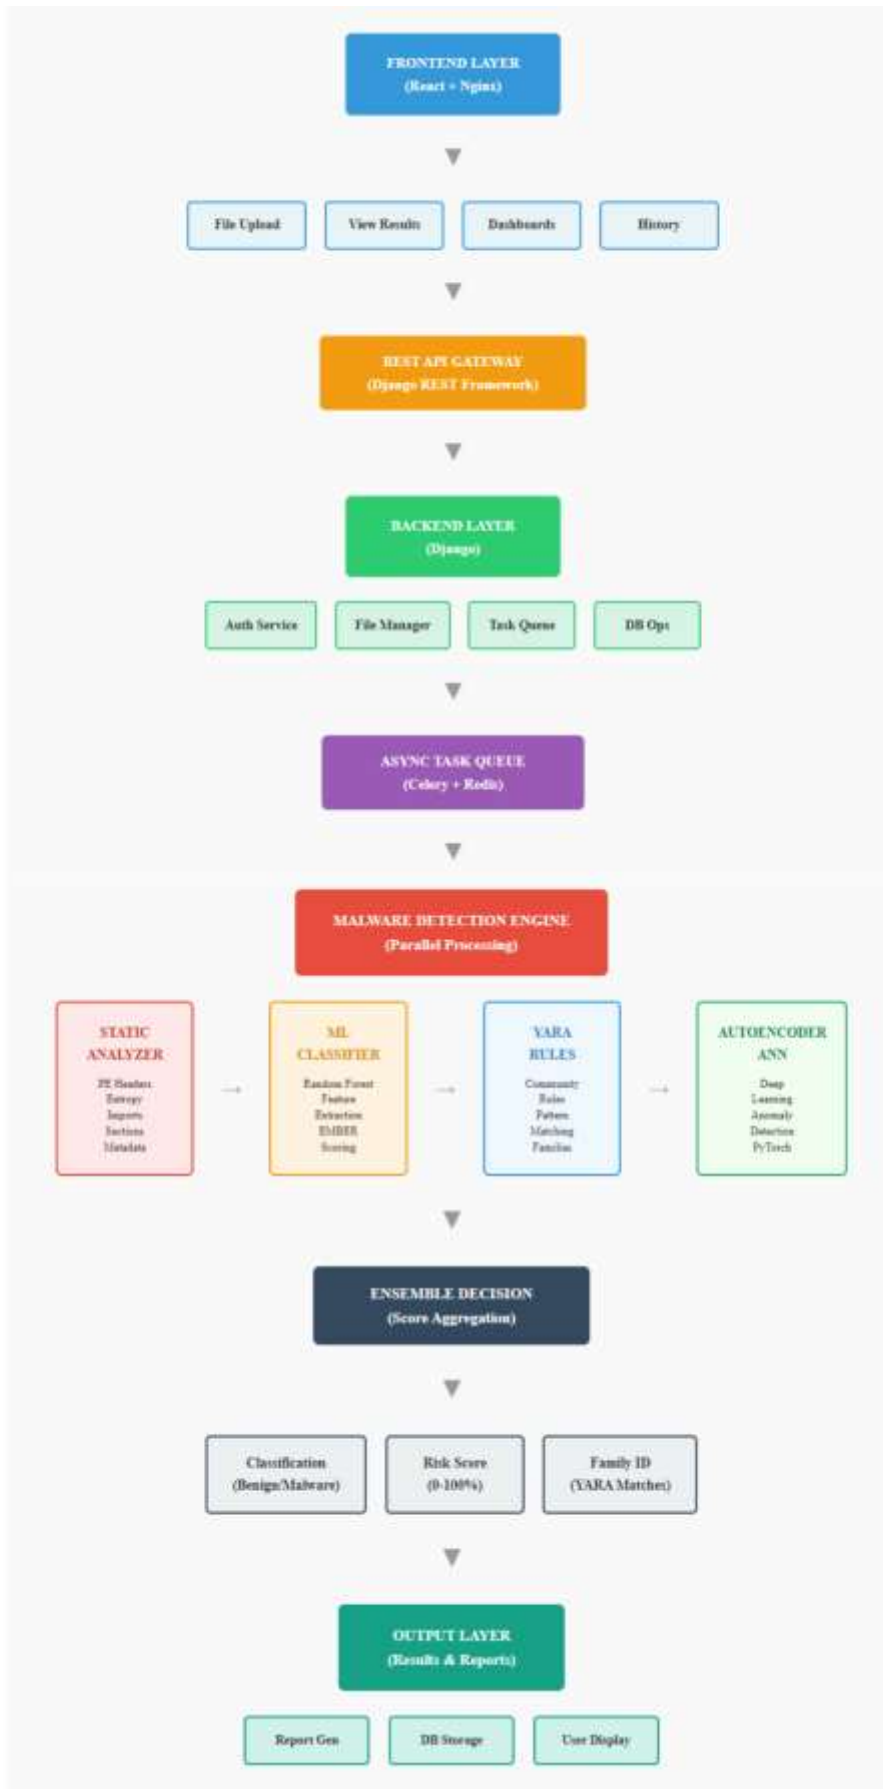 FRONTEND LAYER
(React + Nginx)
File Upload
View Results
Dashboards
History
REST API GATEWAY
(Django REST Framework)
BACKEND LAYER
(Django)
Auth Service
File Manager
Task Queue
DB Ops
ASYNC TASK QUEUE
(Celery + Redis)
MALWARE DETECTION ENGINE
(Parallel Processing)
STATIC
ANALYZER
PE Headers
Entropy
Imports
Sections
Metadata
ML
CLASSIFIER
Random Forest
Feature
Extraction
EMBER
Scoring
YARA
RULES
Community
Rules
Pattern
Matching
Families
AUTOENCODER
ANN
Deep
Learning
Anomaly
Detection
PyTorch
ENSEMBLE DECISION
(Score Aggregation)
Classification
(Benign/Malware)
Risk Score
(0-100%)
Family ID
(YARA Matches)
OUTPUT LAYER
(Results & Reports)
Report Gen
DB Storage
User Display